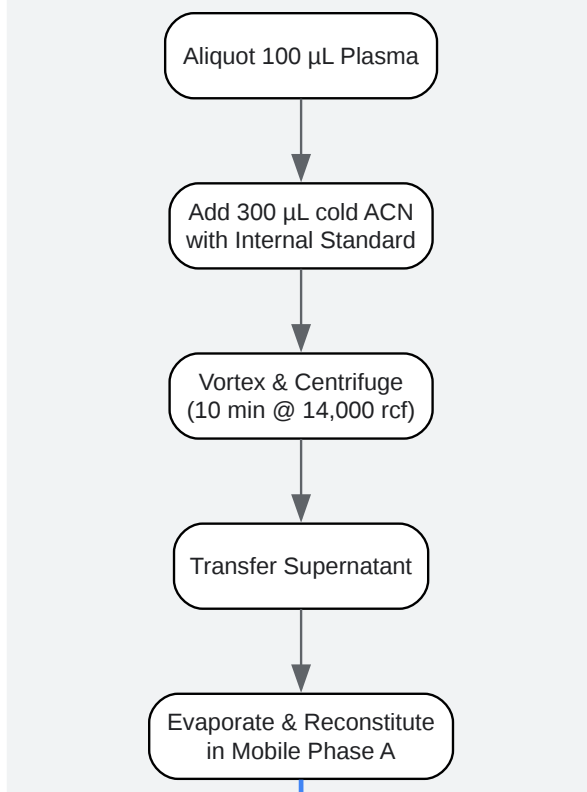 Aliquot 100 µL Plasma
Add 300 µL cold ACN
with Internal Standard
Vortex & Centrifuge
(10 min @ 14,000 rcf)
Transfer Supernatant
Evaporate & Reconstitute
in Mobile Phase A